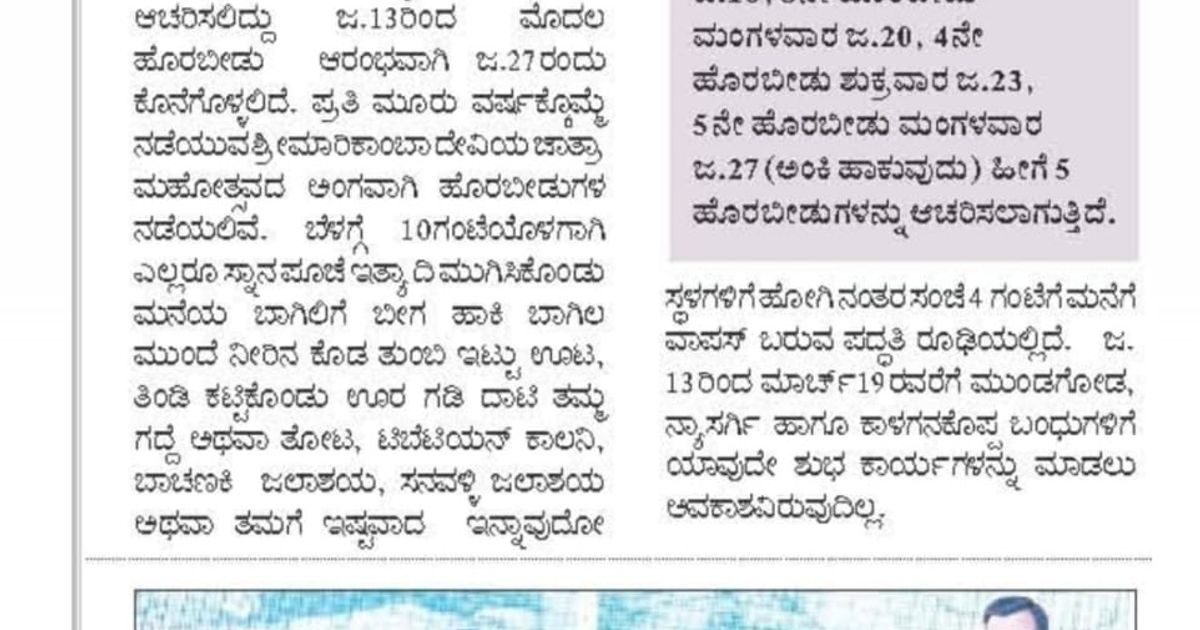 ಆಚರಿಸಲಿದ್ದು ಜ.13ರಿಂದ ಮೊದಲ
ಹೊರಬೀಡು ಆರಂಭವಾಗಿ ಜ.27ರಂದು
ಕೊನೆಗೊಳ್ಳಲಿದೆ. ಪ್ರತಿ ಮೂರು ವರ್ಷಕ್ಕೊಮ್ಮೆ
ನಡೆಯುವ ಶ್ರೀಮಾರಿಕಾಂಬಾ ದೇವಿಯ ಜಾತ್ರಾ
ಮಹೋತ್ಸವದ ಅಂಗವಾಗಿ ಹೊರಬೀಡುಗಳ
ನಡೆಯಲಿವೆ. ಬೆಳಗ್ಗೆ 10ಗಂಟೆಯೊಳಗಾಗಿ
ಎಲ್ಲರೂ ಸ್ನಾನ ಪೂಜೆ ಇತ್ಯಾದಿ ಮುಗಿಸಿಕೊಂಡು
ಮನೆಯ ಬಾಗಿಲಿಗೆ ಬೀಗ ಹಾಕಿ ಬಾಗಿಲ
ಮುಂದೆ ನೀರಿನ ಕೊಡ ತುಂಬಿ ಇಟ್ಟು ಊಟ,
ತಿಂಡಿ ಕಟ್ಟಿಕೊಂಡು ಊರ ಗಡಿ ದಾಟಿ ತಮ್ಮ
ಗದ್ದೆ ಅಥವಾ ತೋಟ, ಟಿಬೆಟಿಯನ್ ಕಾಲನಿ,
ಬಾಚಣಕಿ ಜಲಾಶಯ, ಸನವಳ್ಳಿ ಜಲಾಶಯ
ಅಥವಾ ತಮಗೆ ಇಷ್ಟವಾದ ಇನ್ನಾವುದೋ
ಮಂಗಳವಾರ ಜ.20, 4ನೇ
ಹೊರಬೀಡು ಶುಕ್ರವಾರ ಜ.23,
5ನೇ ಹೊರಬೀಡು ಮಂಗಳವಾರ
ಜ.27 (ಅಂಕಿ ಹಾಕುವುದು) ಹೀಗೆ 5
ಹೊರಬೀಡುಗಳನ್ನು ಆಚರಿಸಲಾಗುತ್ತಿದೆ.
ಸ್ಥಳಗಳಿಗೆ ಹೋಗಿ ನಂತರ ಸಂಜೆ 4 ಗಂಟೆಗೆ ಮನೆಗೆ
ವಾಪಸ್ ಬರುವ ಪದ್ಧತಿ ರೂಢಿಯಲ್ಲಿದೆ. ಜ.
13ರಿಂದ ಮಾರ್ಚ್ 19ರವರೆಗೆ ಮುಂಡಗೋಡ,
ನ್ಯಾಸರ್ಗಿ ಹಾಗೂ ಕಾಳಗನಕೊಪ್ಪ ಬಂಧುಗಳಿಗೆ
ಯಾವುದೇ ಶುಭ ಕಾರ್ಯಗಳನ್ನು ಮಾಡಲು
ಅವಕಾಶವಿರುವುದಿಲ್ಲ.